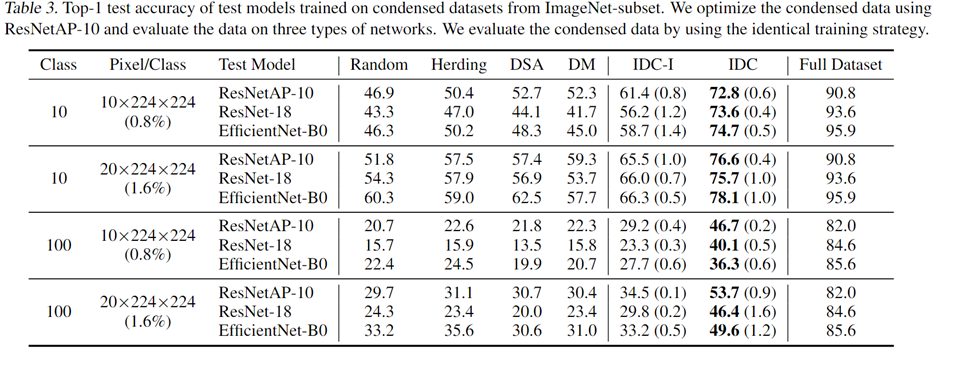 Table 3. Top-1 test accuracy of test models trained on condensed datasets from ImageNet-subset. We optimize the condensed data using
ResNetAP-10 and evaluate the data on three types of networks. We evaluate the condensed data by using the identical training strategy.
Class Pixel/Class Test Model Random Herding DSA DM IDC-I IDC Full Dataset
10 10×224×224 (0.8%) ResNetAP-10 46.9 50.4 52.7 52.3 61.4 (0.8) 72.8 (0.6) 90.8
ResNet-18 43.3 47.0 44.1 41.7 56.2 (1.2) 73.6 (0.4) 93.6
EfficientNet-B0 46.3 50.2 48.3 45.0 58.7 (1.4) 74.7 (0.5) 95.9
10 20×224×224 (1.6%) ResNetAP-10 51.8 57.5 57.4 59.3 65.5 (1.0) 76.6 (0.4) 90.8
ResNet-18 54.3 57.9 56.9 53.7 66.0 (0.7) 75.7 (1.0) 93.6
EfficientNet-B0 60.3 59.0 62.5 57.7 66.3 (0.5) 78.1 (1.0) 95.9
100 10×224×224 (0.8%) ResNetAP-10 20.7 22.6 21.8 22.3 29.2 (0.4) 46.7 (0.2) 82.0
ResNet-18 15.7 15.9 13.5 15.8 23.3 (0.3) 40.1 (0.5) 84.6
EfficientNet-B0 22.4 24.5 19.9 20.7 27.7 (0.6) 36.3 (0.6) 85.6
100 20×224×224 (1.6%) ResNetAP-10 29.7 31.1 30.7 30.4 34.5 (0.1) 53.7 (0.9) 82.0
ResNet-18 24.3 23.4 20.0 23.4 29.8 (0.2) 46.4 (1.6) 84.6
EfficientNet-B0 33.2 35.6 30.6 31.0 33.2 (0.5) 49.6 (1.2) 85.6